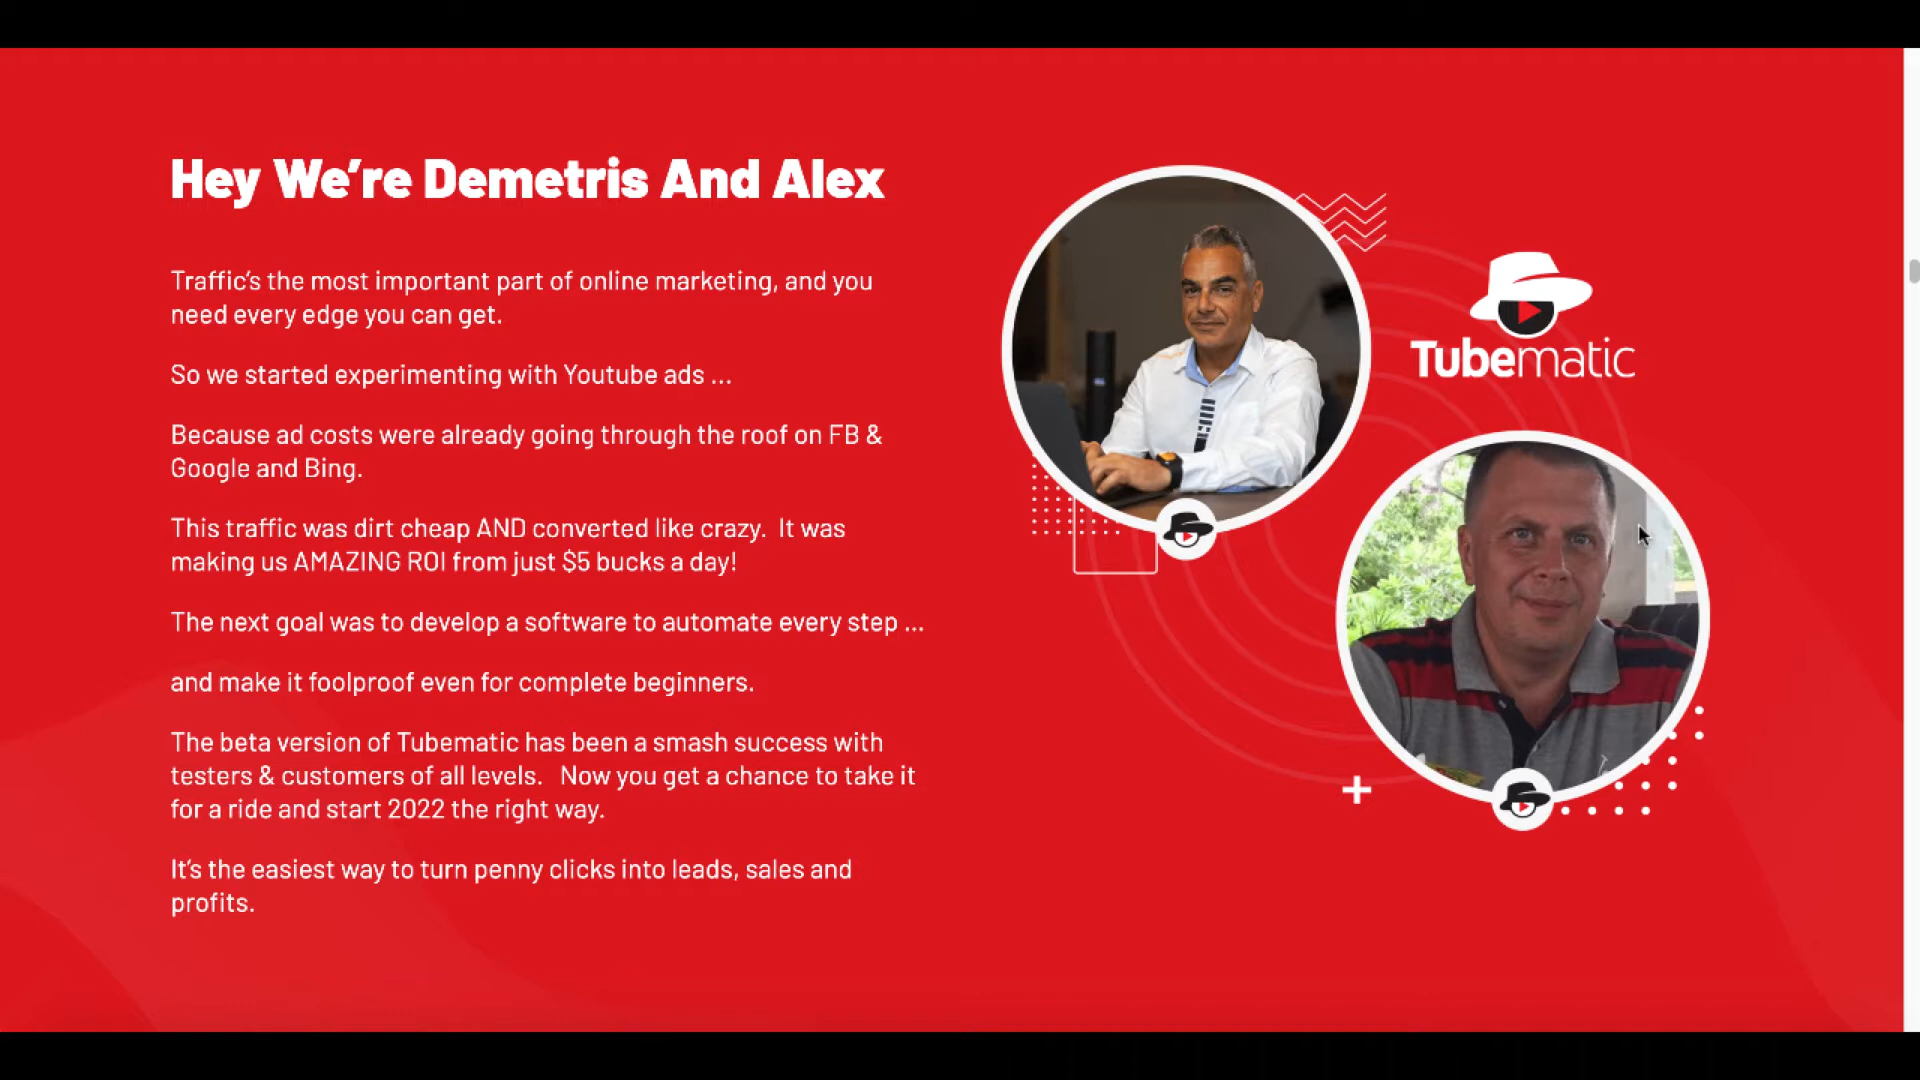 Hey We’re Demetris And Alex
Traffic’s the most important part of online marketing, and you
need every edge you can get.
So we started experimenting with Youtube ads ...
Because ad costs were already going through the roof on FB &
Google and Bing.
This traffic was dirt cheap AND converted like crazy.  It was
making us AMAZING ROI from just $5 bucks a day!
The next goal was to develop a software to automate every step ...
and make it foolproof even for complete beginners.
The beta version of Tubematic has been a smash success with
testers & customers of all levels.   Now you get a chance to take it
for a ride and start 2022 the right way.
It’s the easiest way to turn penny clicks into leads, sales and
profits.
Tubematic